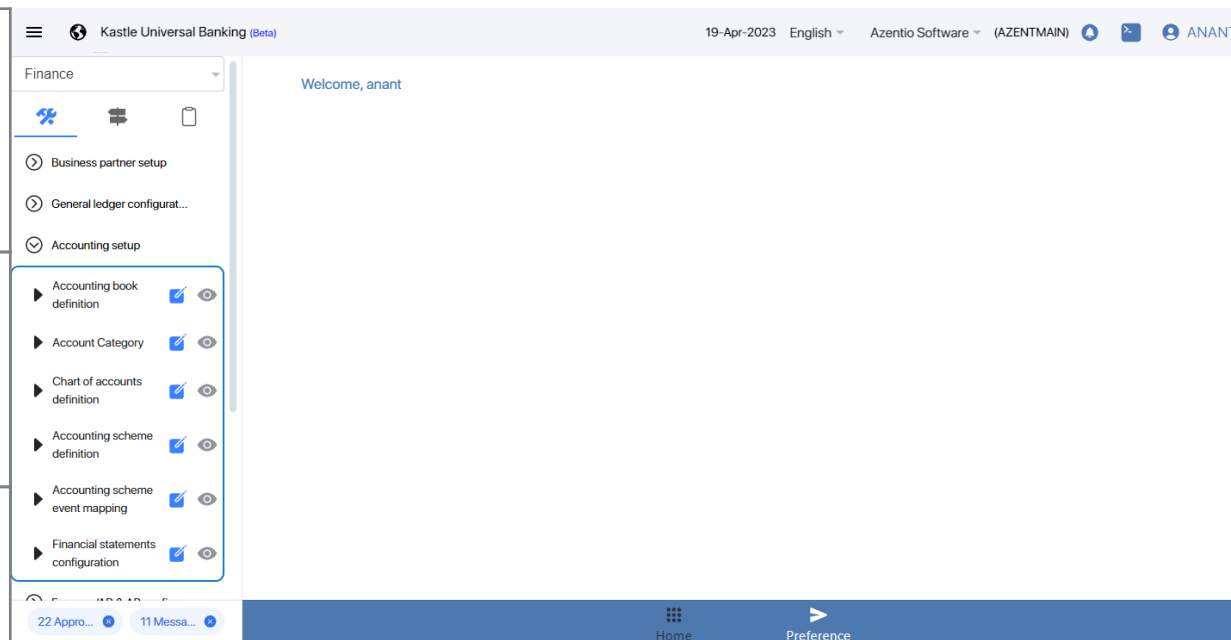 Kastle Universal Banking (Beta)
19-Apr-2023 English Azentio Software (AZENTMAIN) ANANT
Finance
Welcome, anant
Business partner setup
General ledger configurat...
Accounting setup
Accounting book
definition
Account Category
Chart of accounts
definition
Accounting scheme
definition
Accounting scheme
event mapping
Financial statements
configuration
22 Appro... 11 Messa...
Home Preference